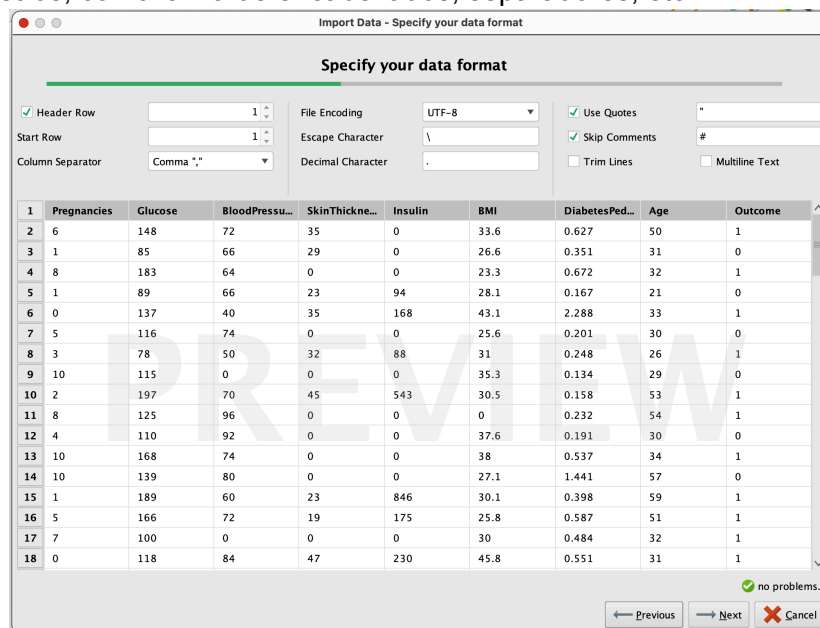 Import Data - Specify your data format
Specify your data format
Header Row 1 File Encoding UTF-8 Use Quotes "
Start Row 1 Escape Character \ Skip Comments #
Column Separator Comma "," Decimal Character . Trim Lines Multiline Text
1 Pregnancies Glucose BloodPressu... SkinThickne... Insulin BMI DiabetesPed... Age Outcome
2 6 148 72 35 0 33.6 0.627 50 1
3 1 85 66 29 0 26.6 0.351 31 0
4 8 183 64 0 0 23.3 0.672 32 1
5 1 89 66 23 94 28.1 0.167 21 0
6 0 137 40 35 168 43.1 2.288 33 1
7 5 116 74 0 0 25.6 0.201 30 0
8 3 78 50 32 88 31 0.248 26 1
9 10 115 0 0 0 35.3 0.134 29 0
10 2 197 70 45 543 30.5 0.158 53 1
11 8 125 96 0 0 0 0.232 54 1
12 4 110 92 0 0 37.6 0.191 30 0
13 10 168 74 0 0 38 0.537 34 1
14 10 139 80 0 0 27.1 1.441 57 0
15 1 189 60 23 846 30.1 0.398 59 1
16 5 166 72 19 175 25.8 0.587 51 1
17 7 100 0 0 0 30 0.484 32 1
18 0 118 84 47 230 45.8 0.551 31 1
PREVIEW
no problems.
Previous Next Cancel